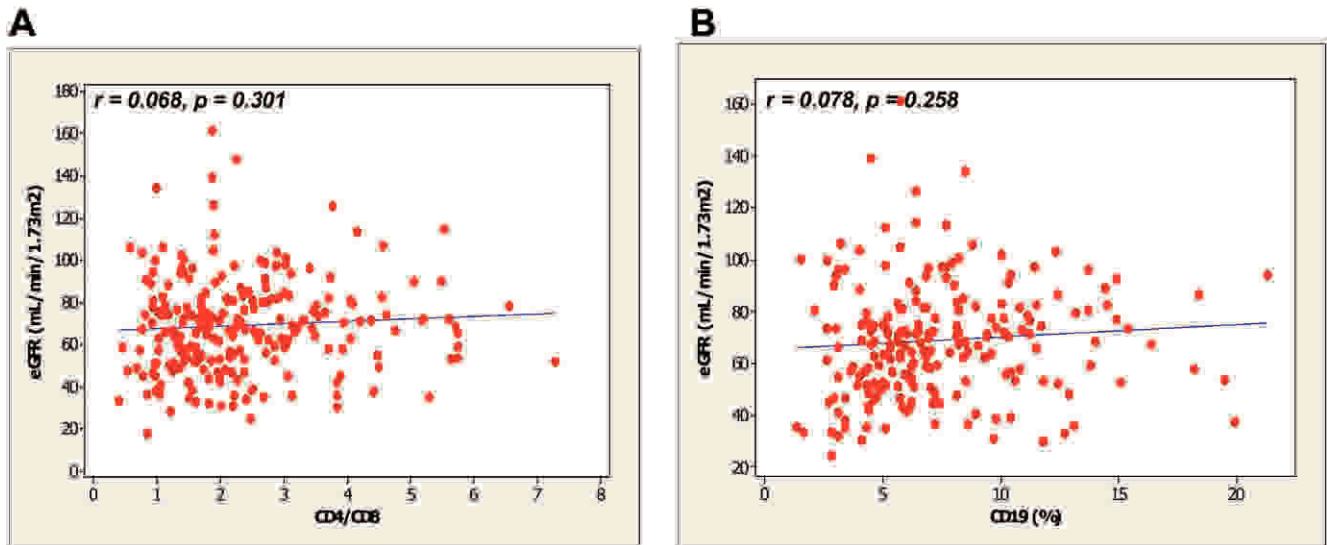 A
r = 0.068, p = 0.301
eGFR (mL/min/1.73m2)
180
160
140
120
100
80
60
40
20
0
0 1 2 3 4 5 6 7 8
CD4/CD8
B
r = 0.078, p = 0.258
eGFR (mL/min/1.73m2)
160
140
120
100
80
60
40
20
0 5 10 15 20
CD19 (%)